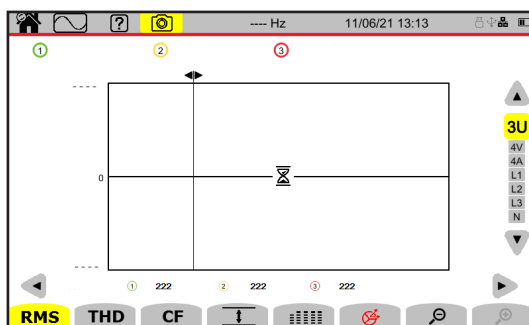 ? ---- Hz 11/06/21 13:13
1 2 3
----
3U
4V
4A
L1
L2
L3
N
0
----
1 222 2 222 3 222
RMS THD CF